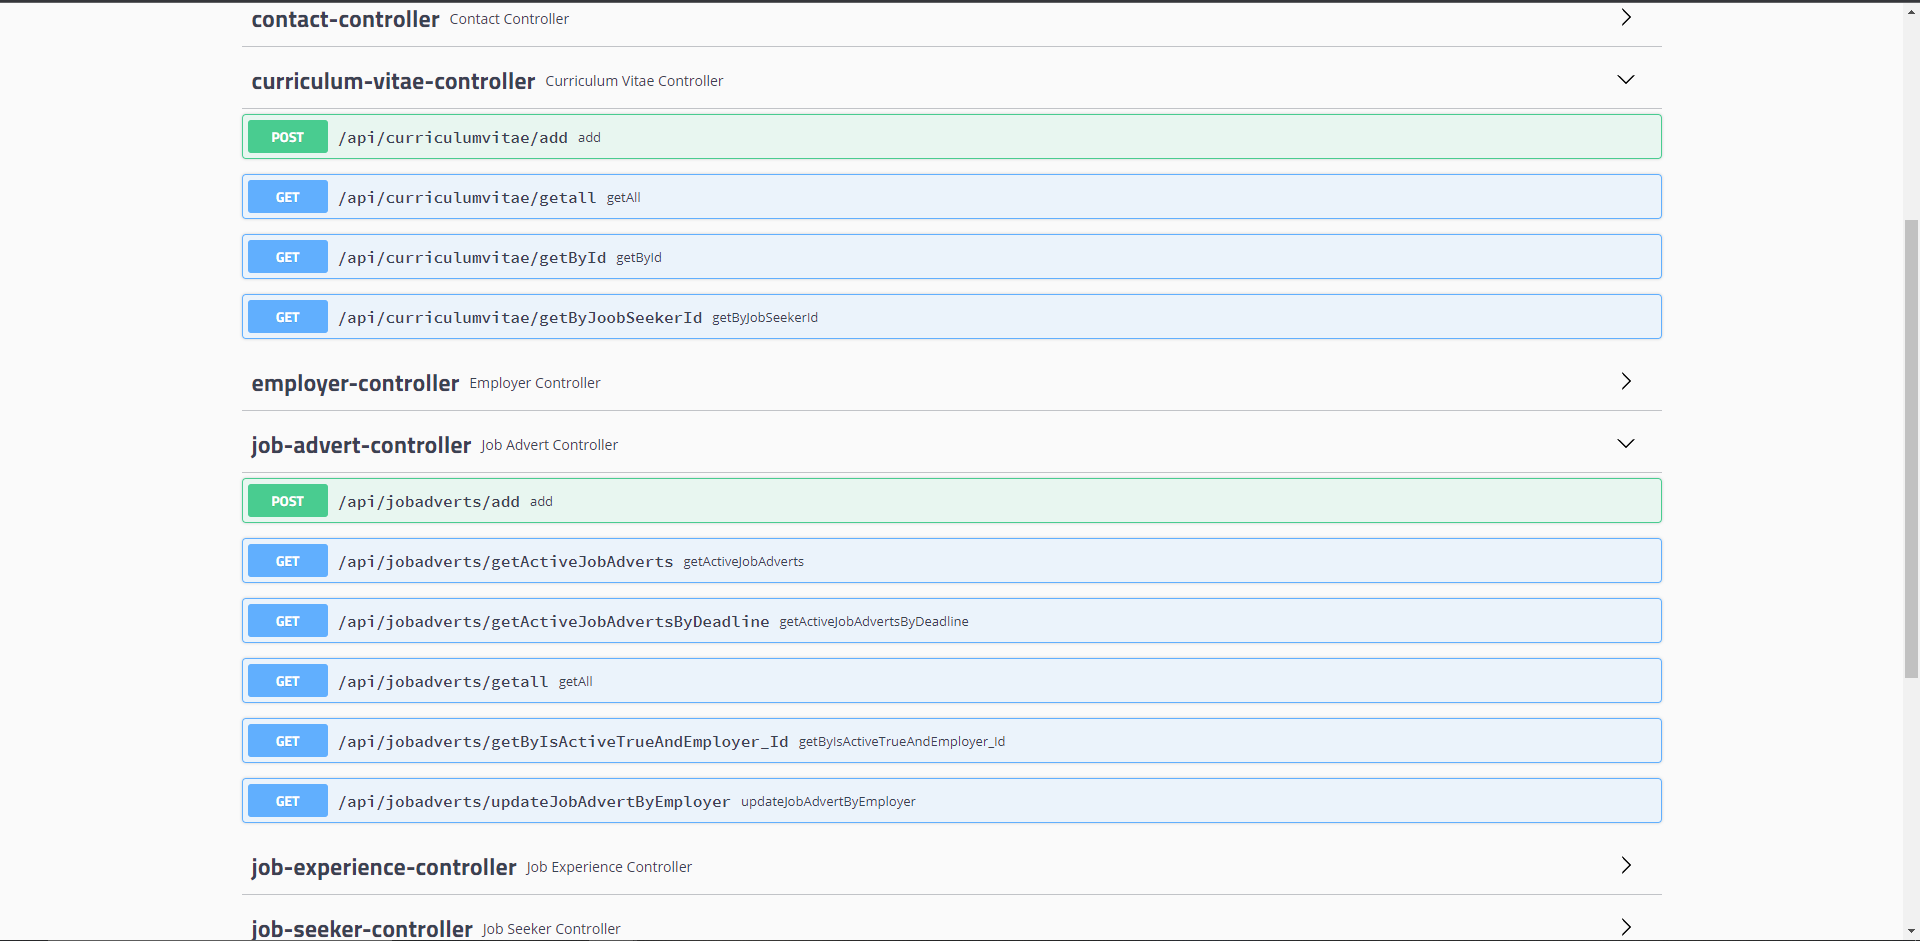 contact-controller Contact Controller
curriculum-vitae-controller Curriculum Vitae Controller
POST /api/curriculumvitae/add add
GET /api/curriculumvitae/getall getAll
GET /api/curriculumvitae/getById getById
GET /api/curriculumvitae/getByJoobSeekerId getByJobSeekerId
employer-controller Employer Controller
job-advert-controller Job Advert Controller
POST /api/jobadverts/add add
GET /api/jobadverts/getActiveJobAdverts getActiveJobAdverts
GET /api/jobadverts/getActiveJobAdvertsByDeadline getActiveJobAdvertsByDeadline
GET /api/jobadverts/getall getAll
GET /api/jobadverts/getByIsActiveTrueAndEmployer_Id getByIsActiveTrueAndEmployer_Id
GET /api/jobadverts/updateJobAdvertByEmployer updateJobAdvertByEmployer
job-experience-controller Job Experience Controller
job-seeker-controller Job Seeker Controller